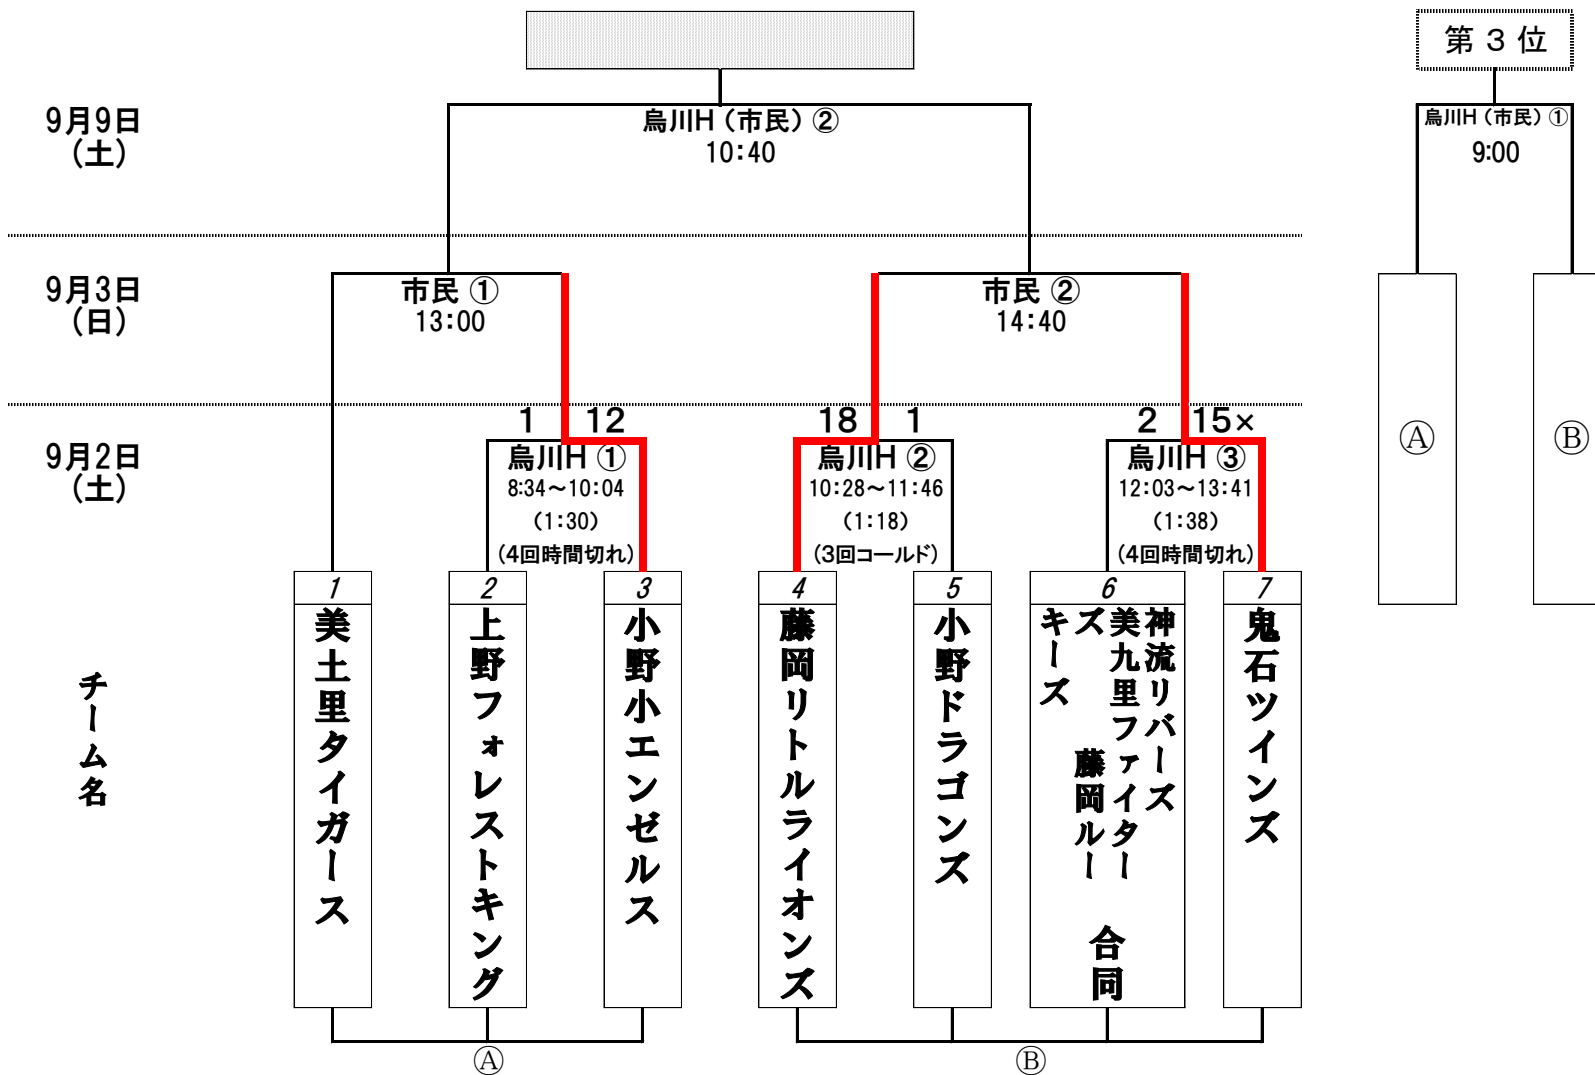 第３位
9月9日
(土)
烏川H（市民）②
10:40
烏川H（市民）①
9:00
9月3日
(日)
市民 ①
13:00
市民 ②
14:40
9月2日
(土)
1 12
烏川H ①
8:34～10:04
(1:30)
(4回時間切れ)
18 1
烏川H ②
10:28～11:46
(1:18)
(3回コールド)
2 15×
烏川H ③
12:03～13:41
(1:38)
(4回時間切れ)
Ⓐ
Ⓑ
チーム名
1
美土里タイガース
2
上野フォレストキング
3
小野小エンゼルス
4
藤岡リトルライオンズ
5
小野ドラゴンズ
6
神流リバーズ
美九里ファイター
ズ 藤岡ルー
キーズ
合同
7
鬼石ツインズ
Ⓐ
Ⓑ